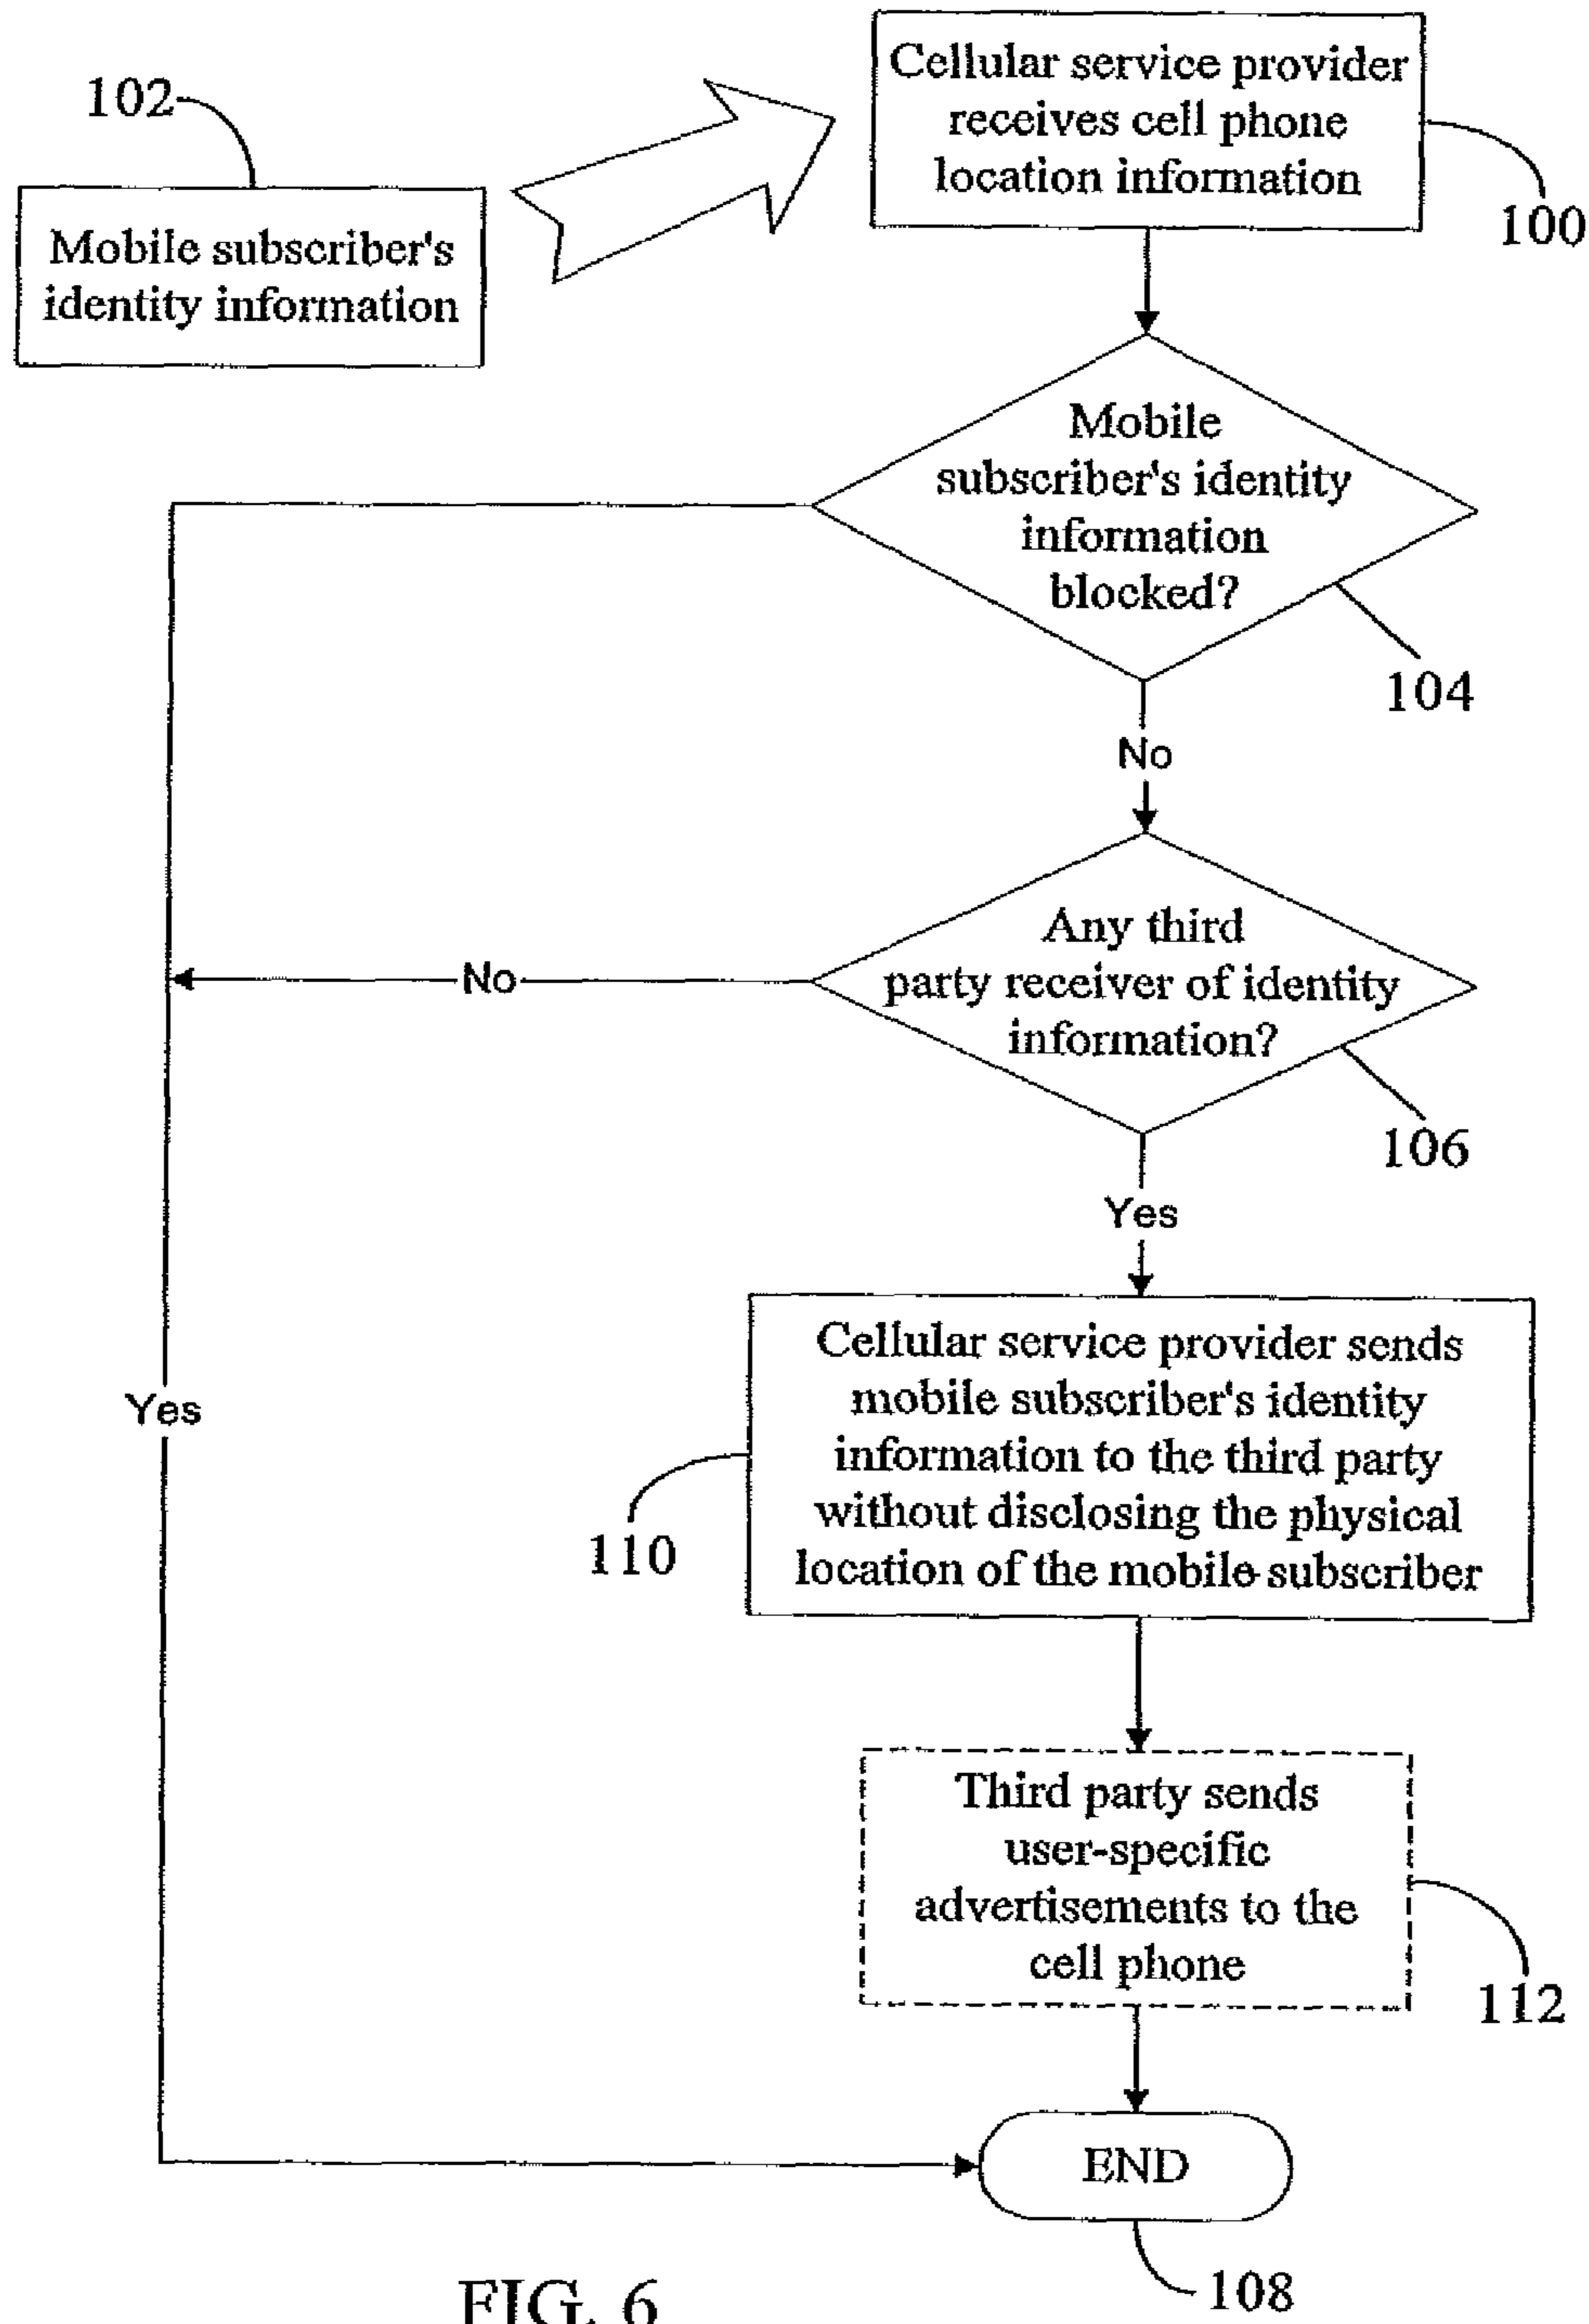 102
Mobile subscriber's
identity information
Cellular service provider
receives cell phone
location information
100
Mobile
subscriber's identity
information
blocked?
104
No
Any third
party receiver of identity
information?
106
No
Yes
Yes
Cellular service provider sends
mobile subscriber's identity
information to the third party
without disclosing the physical
location of the mobile subscriber
110
Third party sends
user-specific
advertisements to the
cell phone
112
END
108
FIG. 6